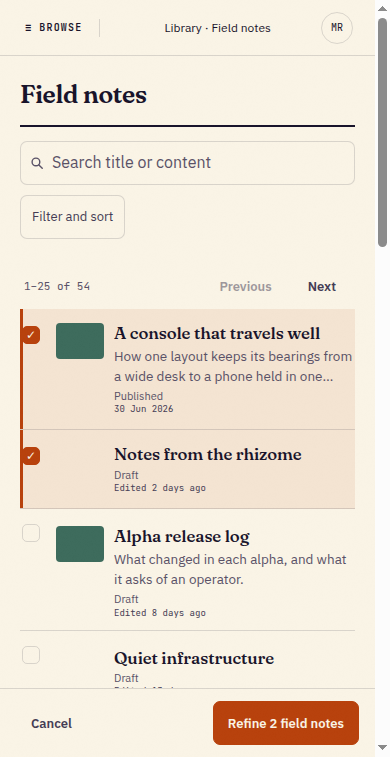 ≡ BROWSE
Library · Field notes
MR
Field notes
Search title or content
Filter and sort
1–25 of 54
Previous
Next
A console that travels well
How one layout keeps its bearings from
a wide desk to a phone held in one…
Published
30 Jun 2026
Notes from the rhizome
Draft
Edited 2 days ago
Alpha release log
What changed in each alpha, and what
it asks of an operator.
Draft
Edited 8 days ago
Quiet infrastructure
Draft
Cancel
Refine 2 field notes